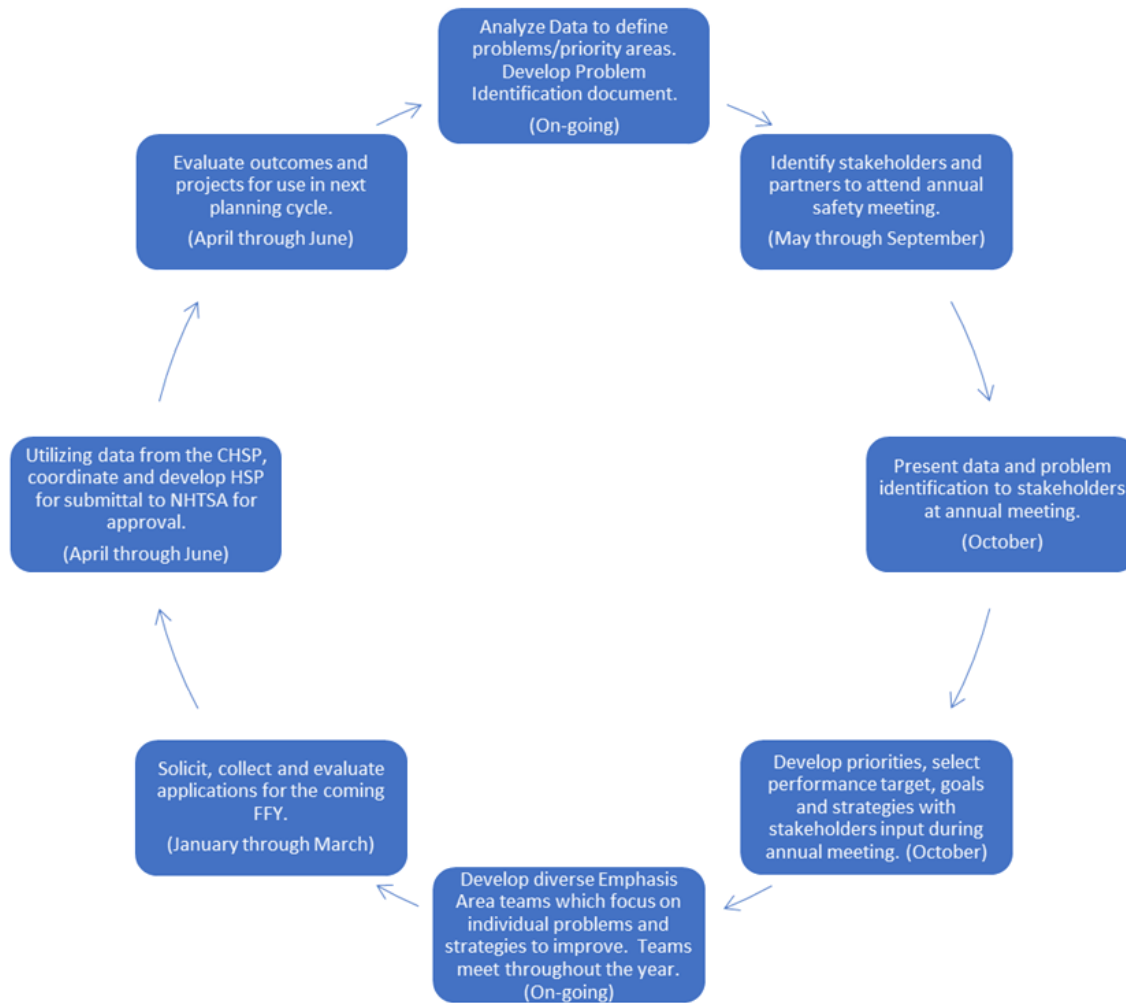 Analyze Data to define
problems/priority areas.
Develop Problem
Identification document.
(On-going)
Identify stakeholders and
partners to attend annual
safety meeting.
(May through September)
Present data and problem
identification to stakeholders
at annual meeting.
(October)
Develop priorities, select
performance target, goals
and strategies with
stakeholders input during
annual meeting. (October)
Develop diverse Emphasis
Area teams which focus on
individual problems and
strategies to improve.  Teams
meet throughout the year.
(On-going)
Solicit, collect and evaluate
applications for the coming
FFY.
(January through March)
Utilizing data from the CHSP,
coordinate and develop HSP
for submittal to NHTSA for
approval.
(April through June)
Evaluate outcomes and
projects for use in next
planning cycle.
(April through June)